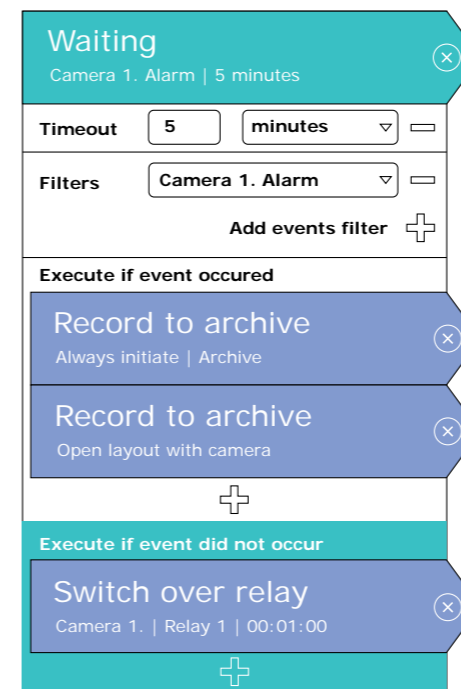 Waiting
Camera 1. Alarm | 5 minutes
Timeout 5 minutes
Filters Camera 1. Alarm
Add events filter
Execute if event occured
Record to archive
Always initiate | Archive
Record to archive
Open layout with camera
Execute if event did not occur
Switch over relay
Camera 1. | Relay 1 | 00:01:00